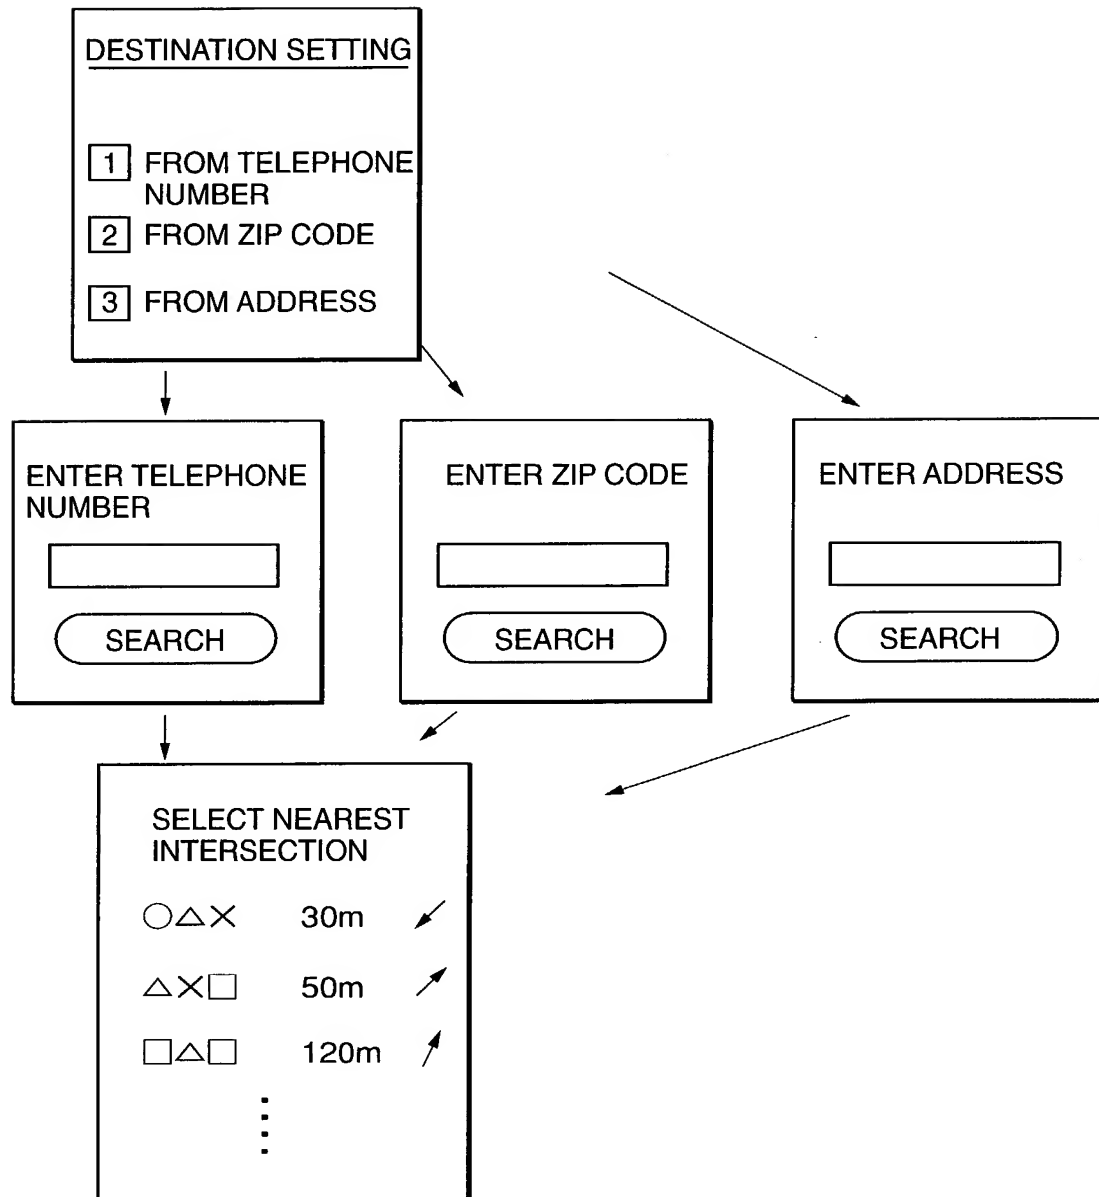 DESTINATION SETTING
1 FROM TELEPHONE
NUMBER
2 FROM ZIP CODE
3 FROM ADDRESS
ENTER TELEPHONE
NUMBER
SEARCH
ENTER ZIP CODE
SEARCH
ENTER ADDRESS
SEARCH
SELECT NEAREST
INTERSECTION
○△× 30m
△×□ 50m
□△□ 120m